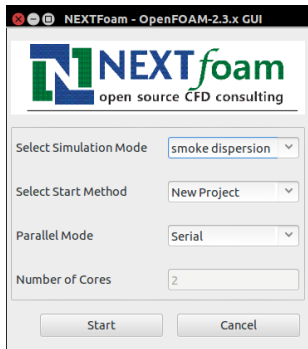 NEXTFoam - OpenFOAM-2.3.x GUI
N NEXTfoam
open source CFD consulting
Select Simulation Mode smoke dispersion
Select Start Method New Project
Parallel Mode Serial
Number of Cores 2
Start Cancel